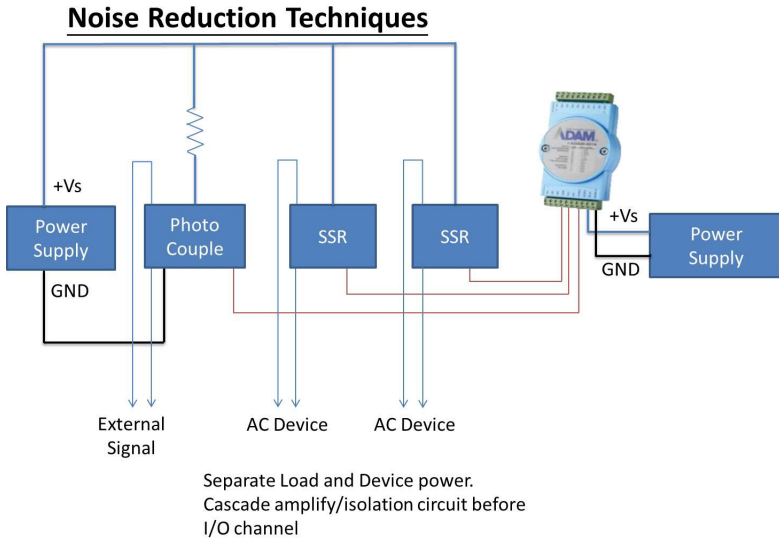 Noise Reduction Techniques
+Vs
Power
Supply
GND
Photo
Couple
SSR
SSR
ADAM
+Vs
GND
Power
Supply
External
Signal
AC Device
AC Device
Separate Load and Device power.
Cascade amplify/isolation circuit before
I/O channel